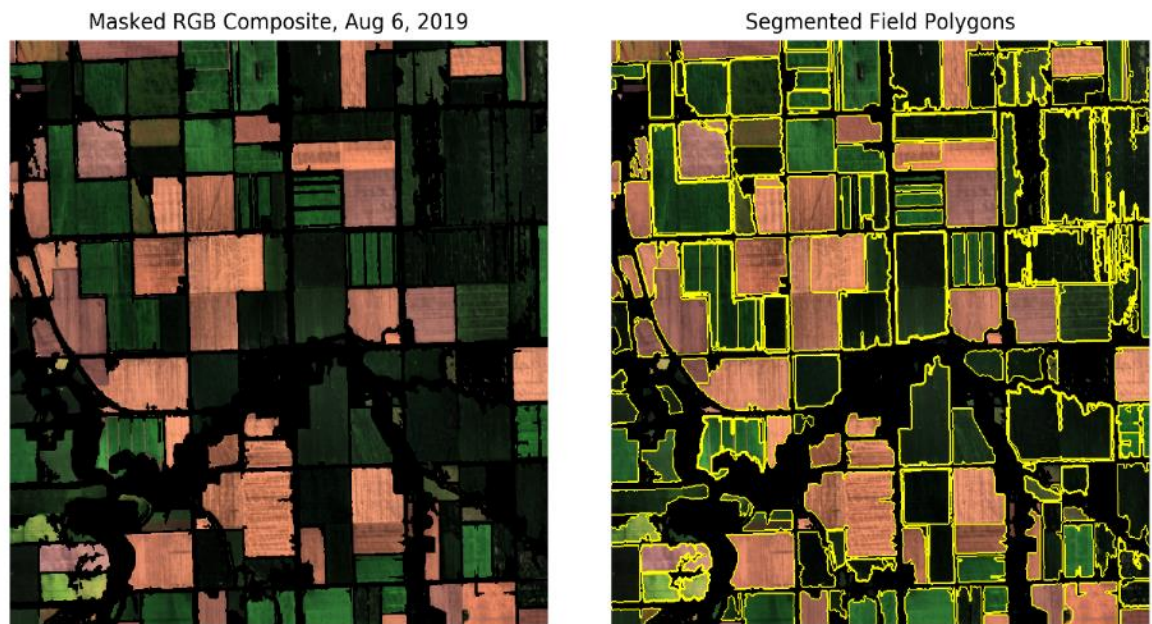 Masked RGB Composite, Aug 6, 2019
Segmented Field Polygons